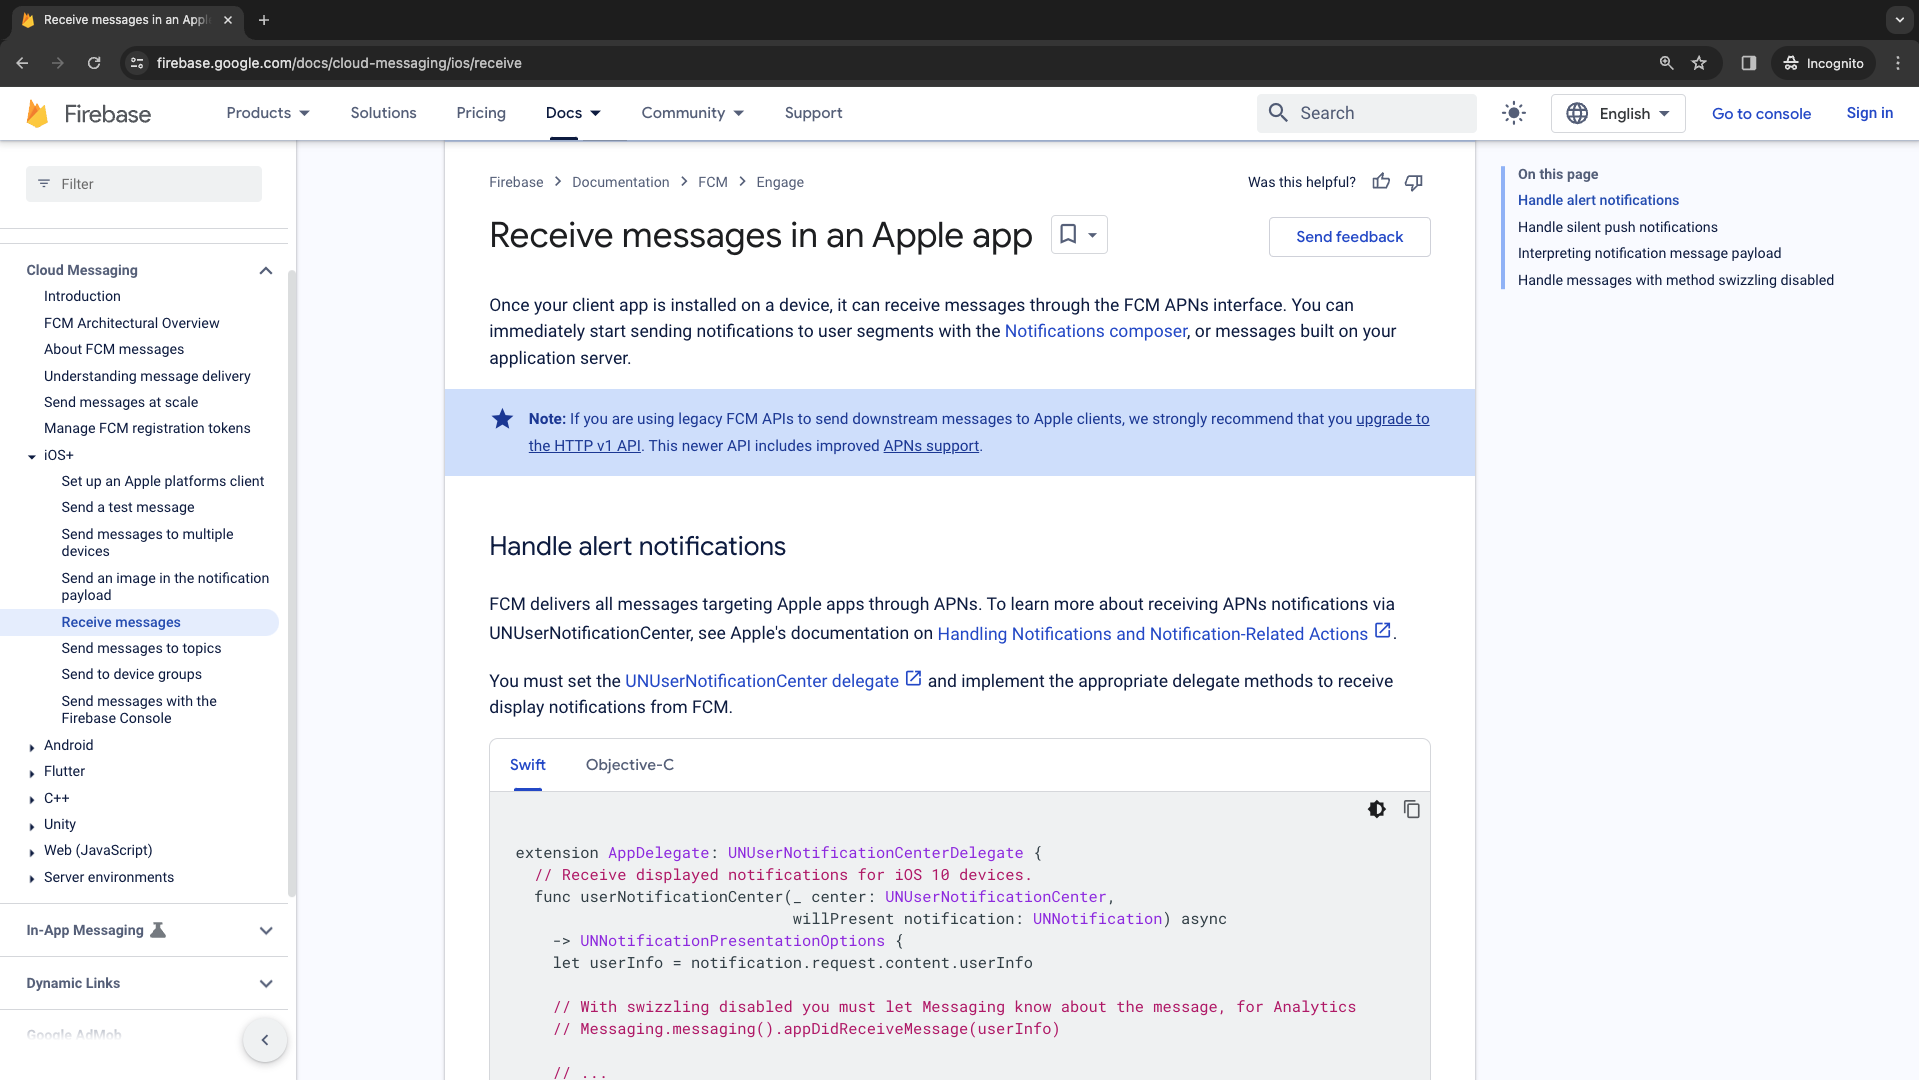 Receive messages in an Appl
firebase.google.com/docs/cloud-messaging/ios/receive
Incognito
Firebase
Products
Solutions
Pricing
Docs
Community
Support
Search
English
Go to console
Sign in
Filter
Cloud Messaging
Introduction
FCM Architectural Overview
About FCM messages
Understanding message delivery
Send messages at scale
Manage FCM registration tokens
iOS+
Set up an Apple platforms client
Send a test message
Send messages to multiple
devices
Send an image in the notification
payload
Receive messages
Send messages to topics
Send to device groups
Send messages with the
Firebase Console
Android
Flutter
C++
Unity
Web (JavaScript)
Server environments
In-App Messaging
Dynamic Links
Google AdMob
Firebase > Documentation > FCM > Engage
Was this helpful?
Receive messages in an Apple app
Send feedback
Once your client app is installed on a device, it can receive messages through the FCM APNs interface. You can
immediately start sending notifications to user segments with the Notifications composer, or messages built on your
application server.
Note: If you are using legacy FCM APIs to send downstream messages to Apple clients, we strongly recommend that you upgrade to
the HTTP v1 API. This newer API includes improved APNs support.
Handle alert notifications
FCM delivers all messages targeting Apple apps through APNs. To learn more about receiving APNs notifications via
UNUserNotificationCenter, see Apple's documentation on Handling Notifications and Notification-Related Actions.
You must set the UNUserNotificationCenter delegate and implement the appropriate delegate methods to receive
display notifications from FCM.
Swift
Objective-C
extension AppDelegate: UNUserNotificationCenterDelegate {
// Receive displayed notifications for iOS 10 devices.
func userNotificationCenter(_ center: UNUserNotificationCenter,
willPresent notification: UNNotification) async
-> UNNotificationPresentationOptions {
let userInfo = notification.request.content.userInfo
// With swizzling disabled you must let Messaging know about the message, for Analytics
// Messaging.messaging().appDidReceiveMessage(userInfo)
// ...
On this page
Handle alert notifications
Handle silent push notifications
Interpreting notification message payload
Handle messages with method swizzling disabled